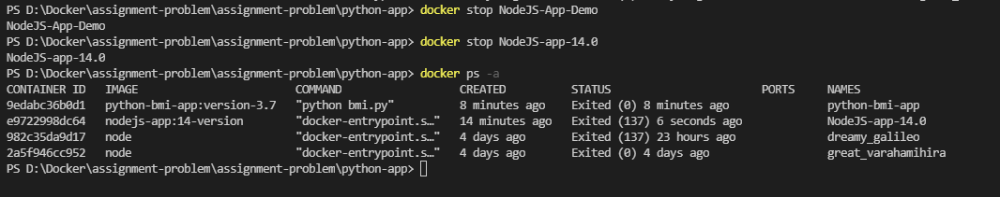 PS D:\Docker\assignment-problem\assignment-problem\python-app> docker stop NodeJS-App-Demo
NodeJS-App-Demo
PS D:\Docker\assignment-problem\assignment-problem\python-app> docker stop NodeJS-app-14.0
NodeJS-app-14.0
PS D:\Docker\assignment-problem\assignment-problem\python-app> docker ps -a
CONTAINER ID IMAGE COMMAND CREATED STATUS PORTS NAMES
9edabc36b0d1 python-bmi-app:version-3.7 "python bmi.py" 8 minutes ago Exited (0) 8 minutes ago python-bmi-app
e9722998dc64 nodejs-app:14-version "docker-entrypoint.s…" 14 minutes ago Exited (137) 6 seconds ago NodeJS-app-14.0
982c35da9d17 node "docker-entrypoint.s…" 4 days ago Exited (137) 23 hours ago dreamy_galileo
2a5f946cc952 node "docker-entrypoint.s…" 4 days ago Exited (0) 4 days ago great_varahamihira
PS D:\Docker\assignment-problem\assignment-problem\python-app>